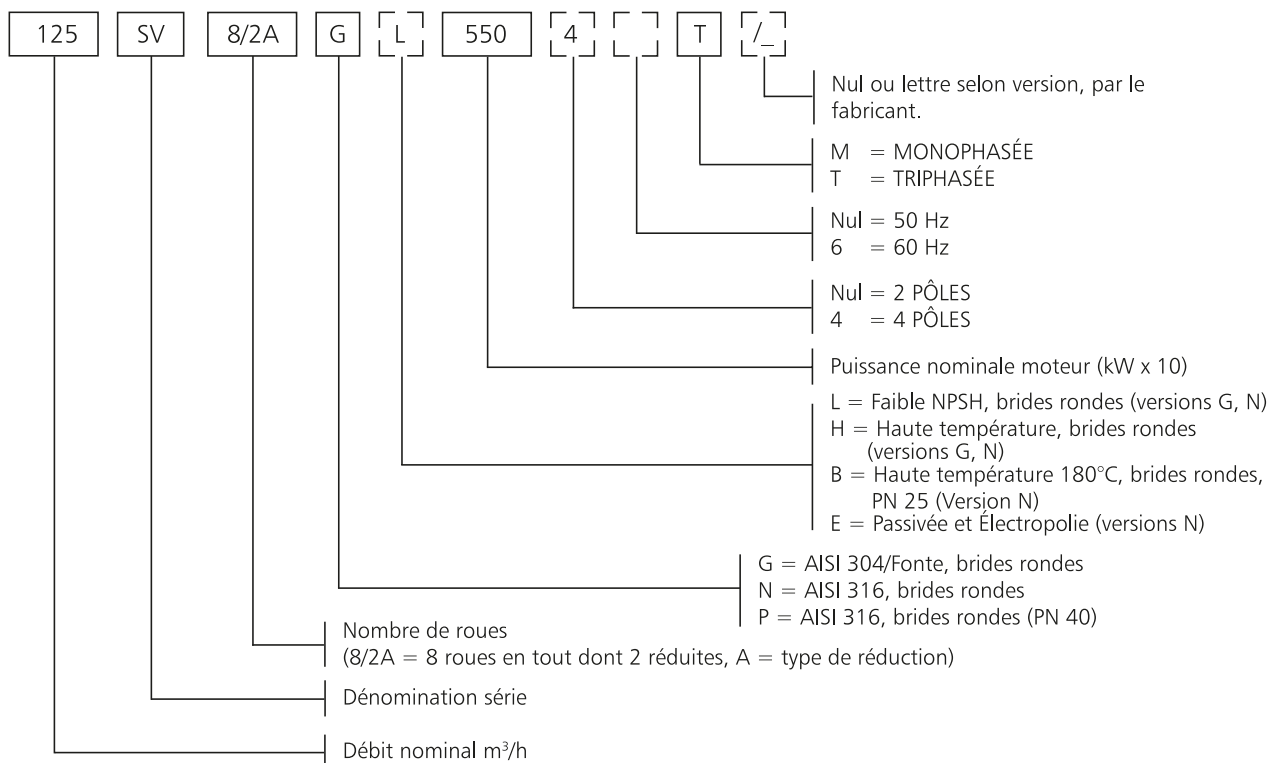 125 SV 8/2A G L 550 4 T /_
Nul ou lettre selon version, par le
fabricant.
M = MONOPHASÉE
T = TRIPHASÉE
Nul = 50 Hz
6 = 60 Hz
Nul = 2 PÔLES
4 = 4 PÔLES
Puissance nominale moteur (kW x 10)
L = Faible NPSH, brides rondes (versions G, N)
H = Haute température, brides rondes
(versions G, N)
B = Haute température 180°C, brides rondes,
PN 25 (Version N)
E = Passivée et Électropolie (versions N)
G = AISI 304/Fonte, brides rondes
N = AISI 316, brides rondes
P = AISI 316, brides rondes (PN 40)
Nombre de roues
(8/2A = 8 roues en tout dont 2 réduites, A = type de réduction)
Dénomination série
Débit nominal m³/h